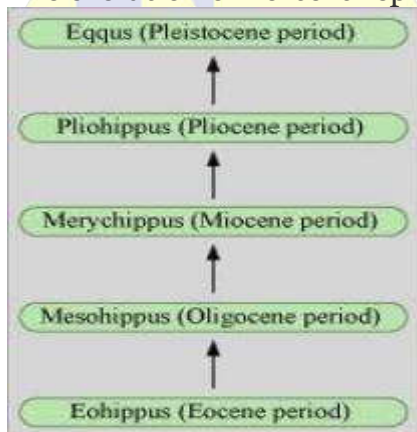 Eqqus (Pleistocene period)
Pliohippus (Pliocene period)
Merychippus (Miocene period)
Mesohippus (Oligocene period)
Eohippus (Eocene period)